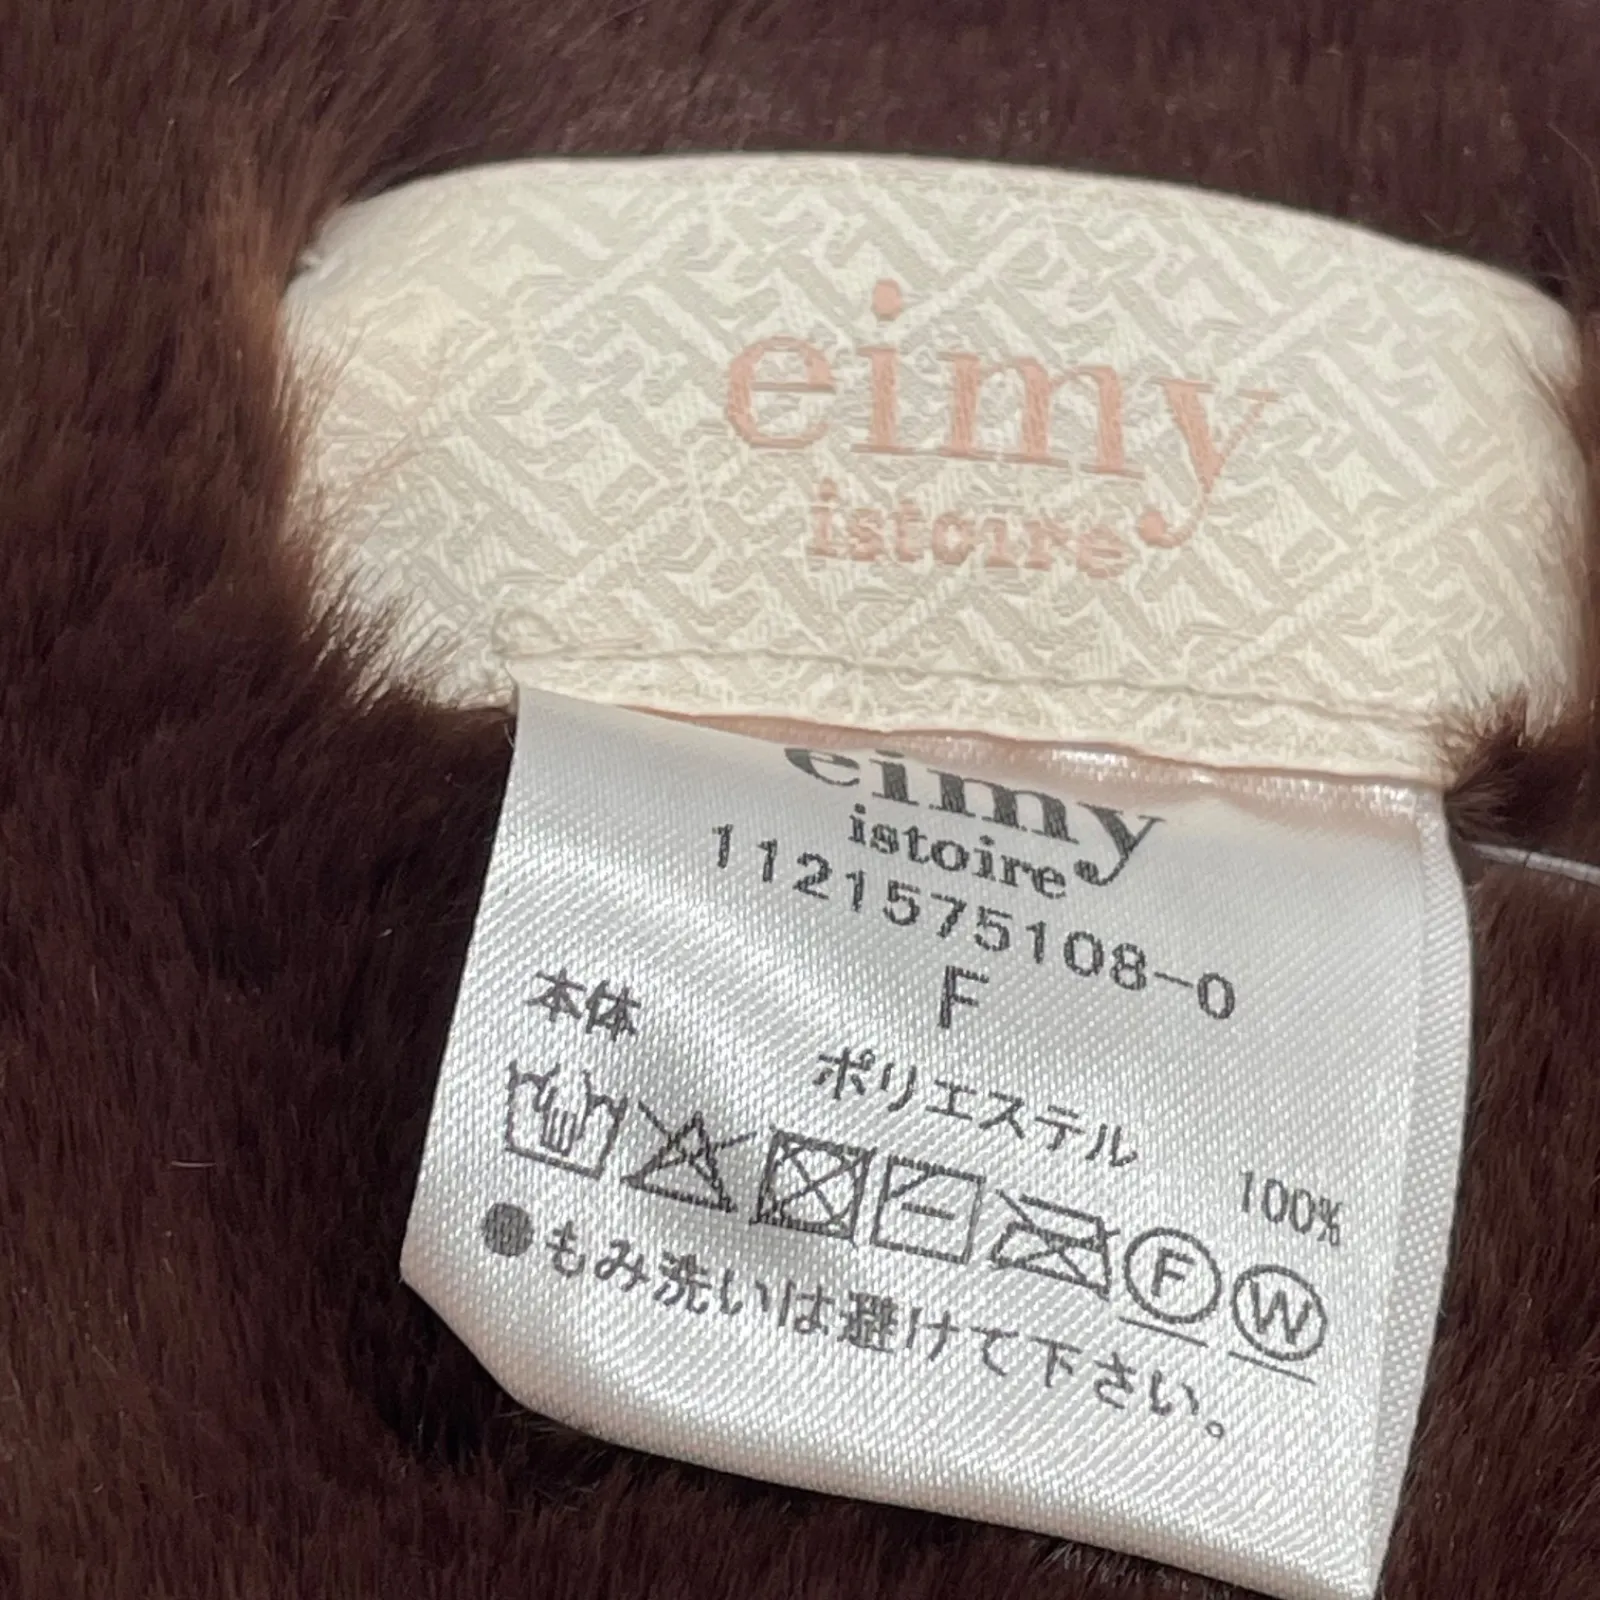 eimy
istoire
eimy
istoire
1121575108-0
F
本体
ポリエステル
100%
F W
●もみ洗いは避けて下さい。